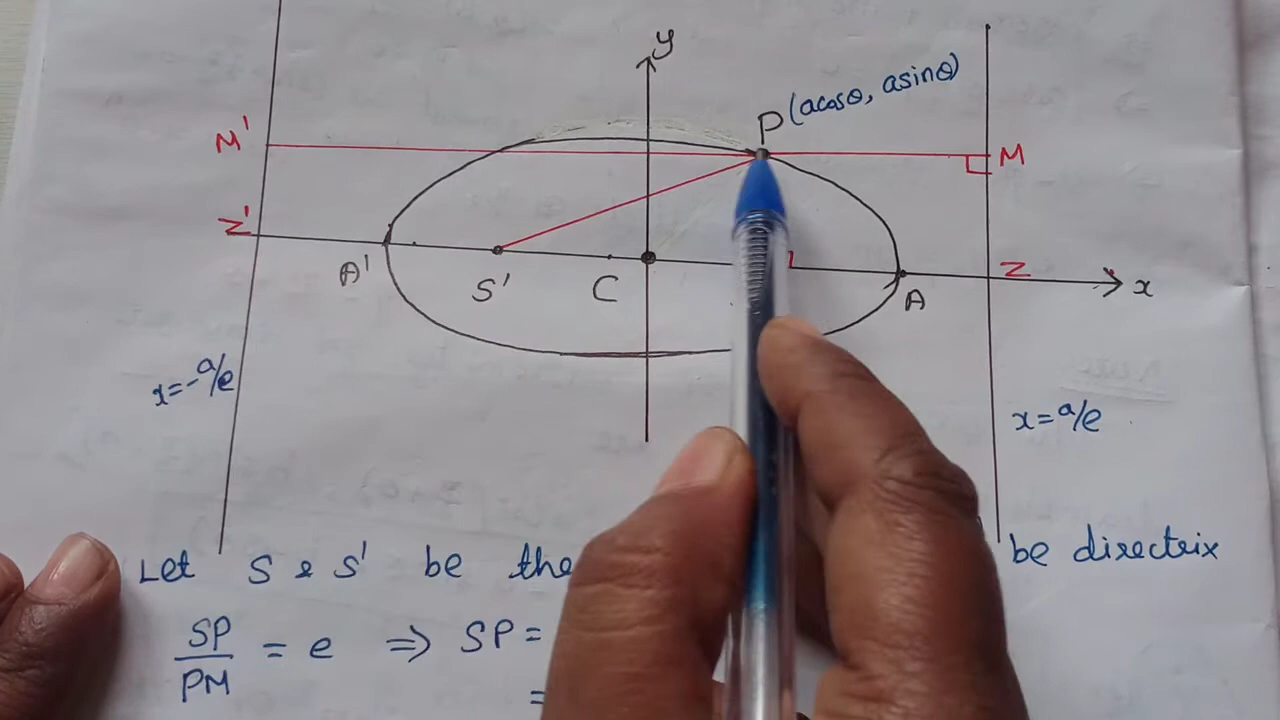 y
P (acosθ, asinθ)
M'
M
Z'
Z
A'
S'
C
A
x
x=-a/e
x=a/e
Let S & S' be the
be directrix
SP/PM = e ⇒ SP=
=